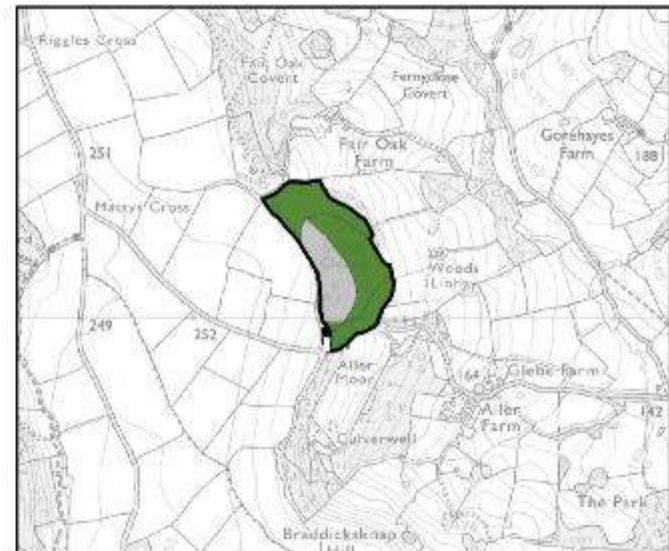 Riggles Cross
Fair Oak
Covert
Fernyclose
Covert
186
Gorehayes
Farm
188
Fair Oak
Farm
251
Mattys' Cross
Woods
Linhay
249
252
Aller
Moor
164
Glebe Farm
Aller
Farm
142
Culverwell
The Park
Braddicksknap
Hill